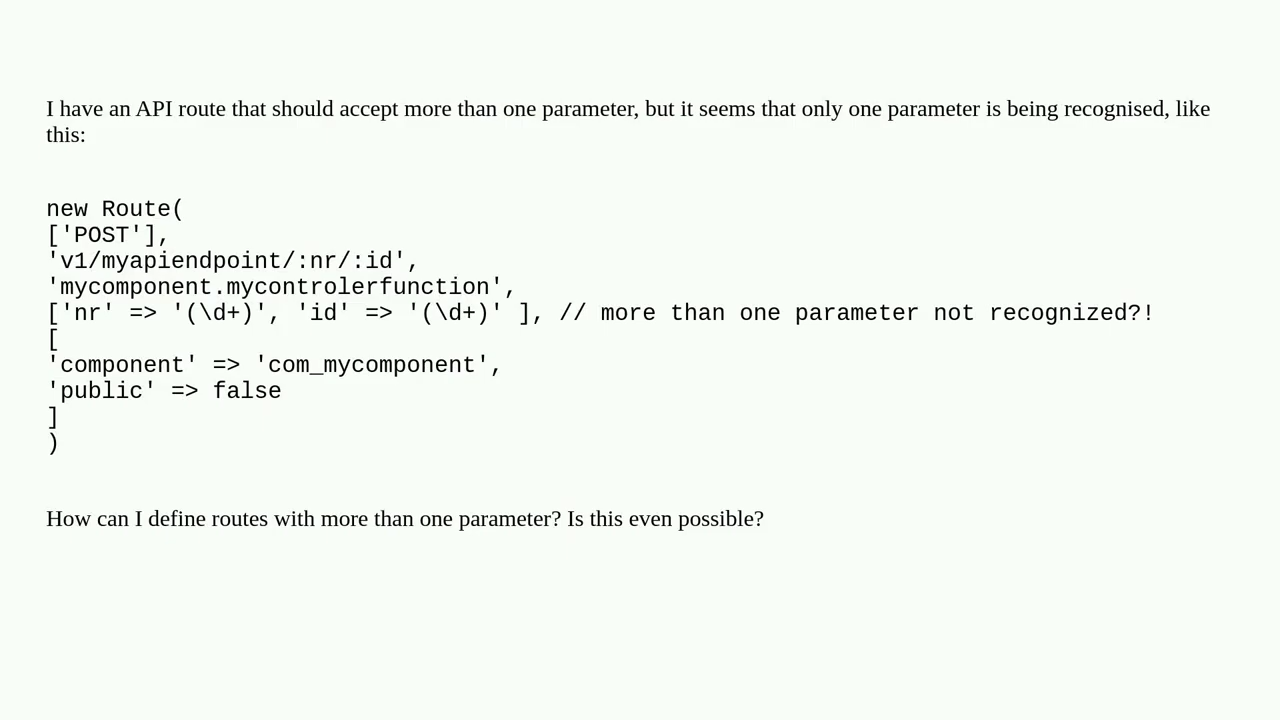 I have an API route that should accept more than one parameter, but it seems that only one parameter is being recognised, like
this:
new Route(
['POST'],
'v1/myapiendpoint/:nr/:id',
'mycomponent.mycontrolerfunction',
['nr' => '(\d+)', 'id' => '(\d+)' ], // more than one parameter not recognized?!
[
'component' => 'com_mycomponent',
'public' => false
]
)
How can I define routes with more than one parameter? Is this even possible?